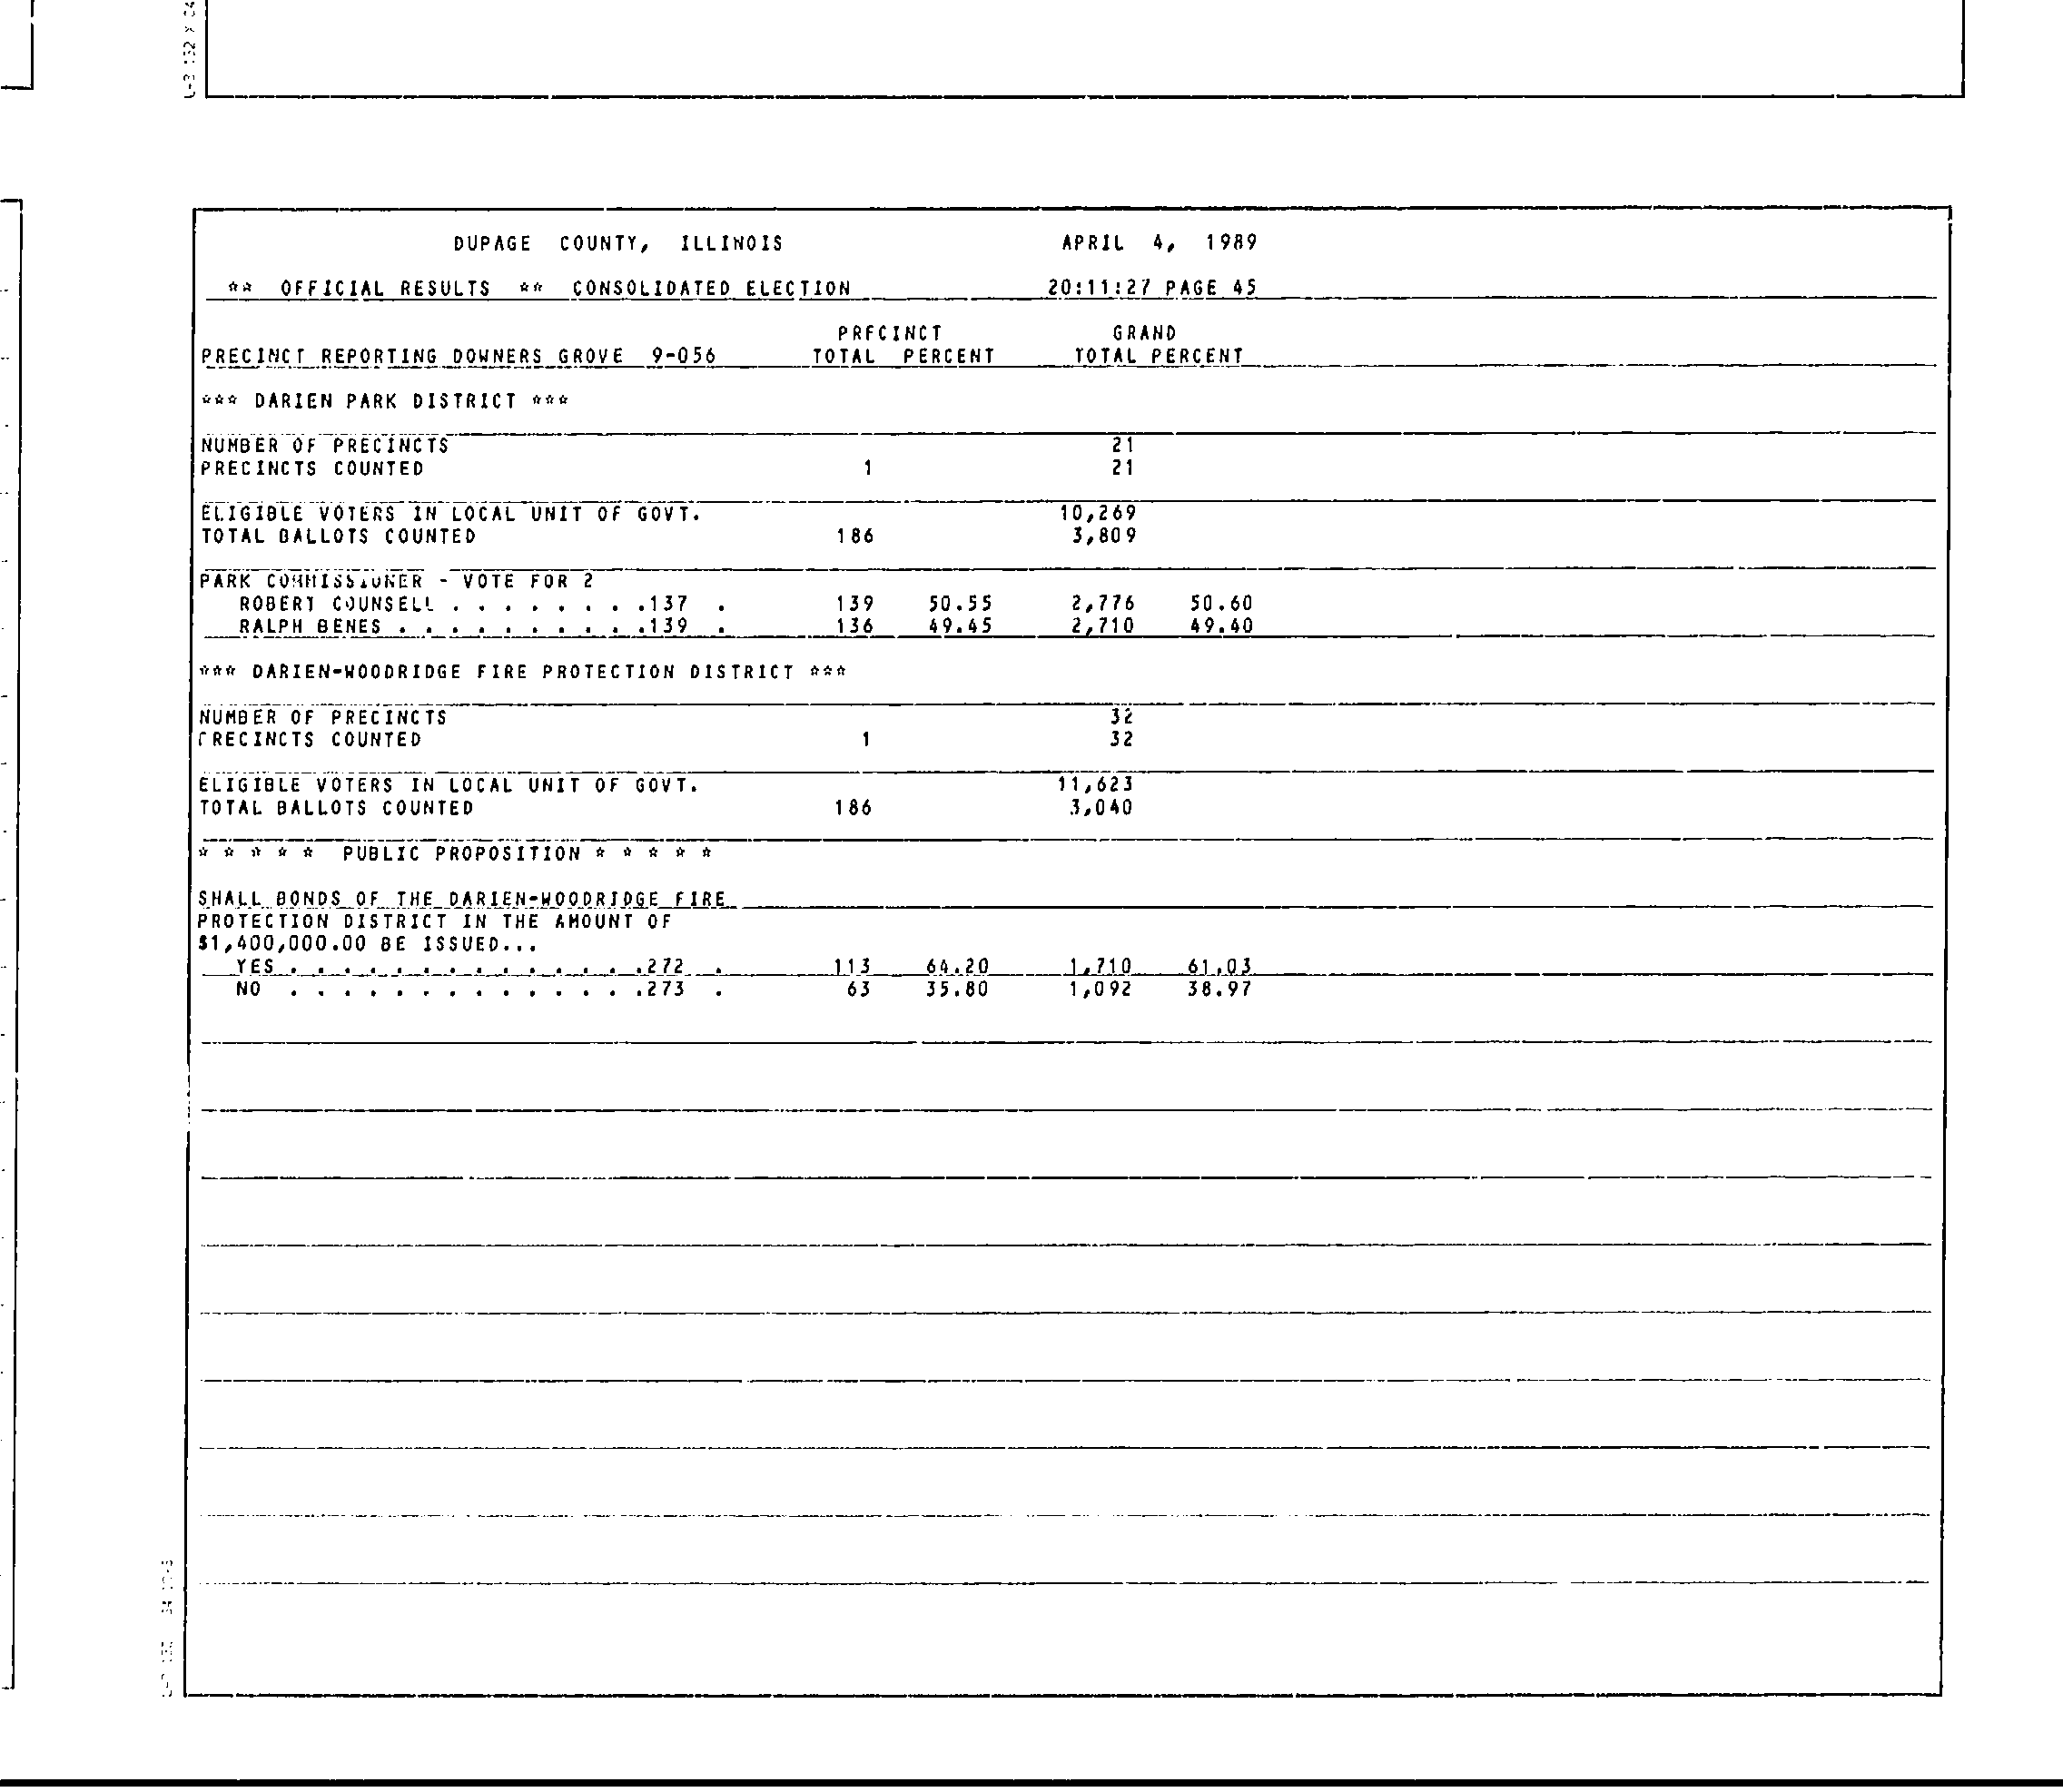 DUPAGE COUNTY, ILLINOIS APRIL 4, 1989
** OFFICIAL RESULTS ** CONSOLIDATED ELECTION 20:11:27 PAGE 45
PRECINCT GRAND
PRECINCT REPORTING DOWNERS GROVE 9-056 TOTAL PERCENT TOTAL PERCENT
*** DARIEN PARK DISTRICT ***
NUMBER OF PRECINCTS 21
PRECINCTS COUNTED 1 21
ELIGIBLE VOTERS IN LOCAL UNIT OF GOVT. 10,269
TOTAL BALLOTS COUNTED 186 3,809
PARK COMMISSIONER - VOTE FOR 2
ROBERT COUNSELL . . . . . . . .137 . 139 50.55 2,776 50.60
RALPH BENES . . . . . . . . . .139 . 136 49.45 2,710 49.40
*** DARIEN-WOODRIDGE FIRE PROTECTION DISTRICT ***
NUMBER OF PRECINCTS 32
PRECINCTS COUNTED 1 32
ELIGIBLE VOTERS IN LOCAL UNIT OF GOVT. 11,623
TOTAL BALLOTS COUNTED 186 3,040
* * * * * PUBLIC PROPOSITION * * * * *
SHALL BONDS OF THE DARIEN-WOODRIDGE FIRE
PROTECTION DISTRICT IN THE AMOUNT OF
$1,400,000.00 BE ISSUED...
YES . . . . . . . . . . . . . .272 . 113 64.20 1,710 61.03
NO . . . . . . . . . . . . . .273 . 63 35.80 1,092 38.97